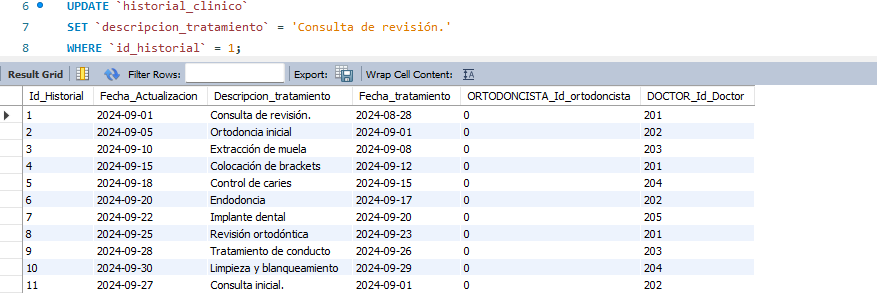 6 UPDATE `historial_clinico`
7 SET `descripcion_tratamiento` = 'Consulta de revisión.'
8 WHERE `id_historial` = 1;
Result Grid Filter Rows: Export: Wrap Cell Content: IA
Id_Historial Fecha_Actualizacion Descripcion_tratamiento Fecha_tratamiento ORTODONCISTA_Id_ortodoncista DOCTOR_Id_Doctor
1 2024-09-01 Consulta de revisión. 2024-08-28 0 201
2 2024-09-05 Ortodoncia inicial 2024-09-01 0 202
3 2024-09-10 Extracción de muela 2024-09-08 0 203
4 2024-09-15 Colocación de brackets 2024-09-12 0 201
5 2024-09-18 Control de caries 2024-09-15 0 204
6 2024-09-20 Endodoncia 2024-09-17 0 202
7 2024-09-22 Implante dental 2024-09-20 0 205
8 2024-09-25 Revisión ortodóntica 2024-09-23 0 201
9 2024-09-28 Tratamiento de conducto 2024-09-26 0 203
10 2024-09-30 Limpieza y blanqueamiento 2024-09-29 0 204
11 2024-09-27 Consulta inicial. 2024-09-01 0 202